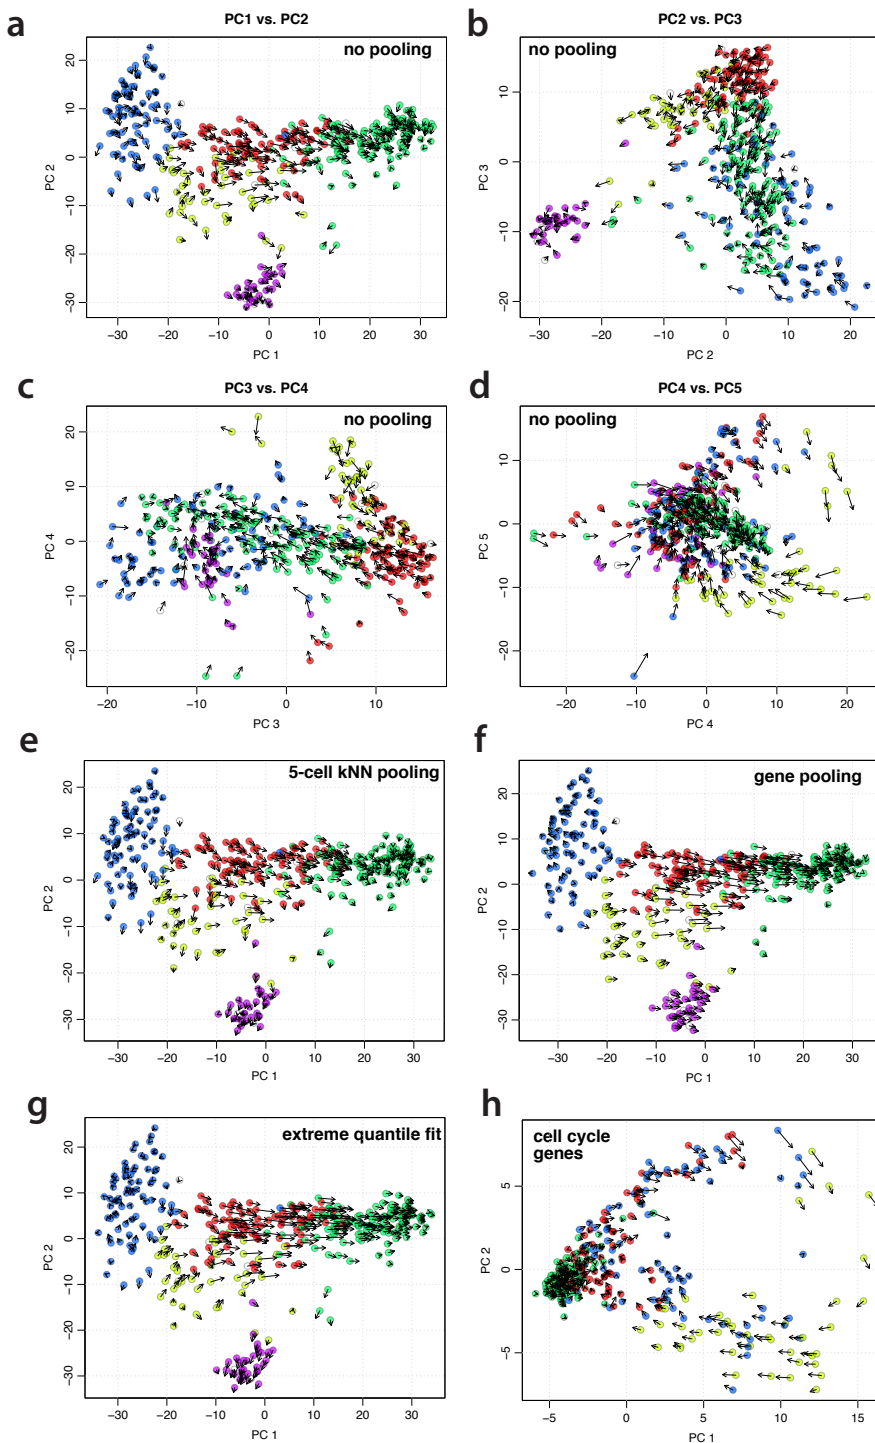 a
PC1 vs. PC2
no pooling
20
10
0
−10
−20
−30
PC 2
−30
−20
−10
0
10
20
30
PC 1
b
PC2 vs. PC3
no pooling
10
0
−10
−20
PC 3
−30
−20
−10
0
10
20
PC 2
c
PC3 vs. PC4
no pooling
20
10
0
−10
−20
PC 4
−20
−10
0
10
PC 3
d
PC4 vs. PC5
no pooling
10
0
−10
−20
PC 5
−20
−10
0
10
20
PC 4
e
5-cell kNN pooling
20
10
0
−10
−20
−30
PC 2
−30
−20
−10
0
10
20
30
PC 1
f
gene pooling
20
10
0
−10
−20
−30
PC 2
−30
−20
−10
0
10
20
30
PC 1
g
extreme quantile fit
20
10
0
−10
−20
−30
PC 2
−30
−20
−10
0
10
20
30
PC 1
h
cell cycle
genes
5
0
−5
PC 2
−5
0
5
10
15
PC 1